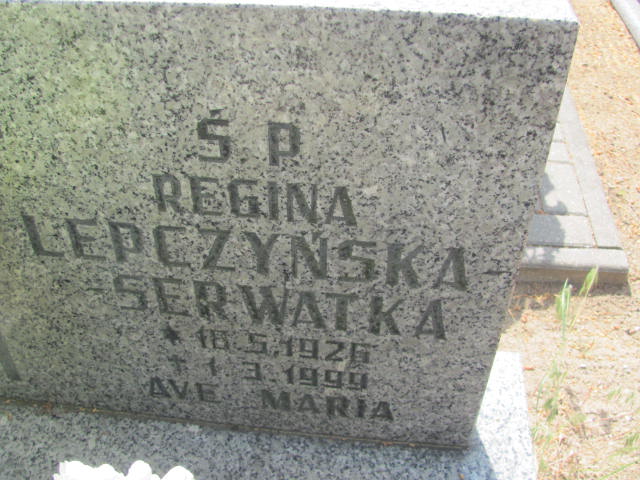 Ś. P.
REGINA
LEPCZYŃSKA-
-SERWATKA
* 16.5.1926
† 1.3.1999
AVE MARIA